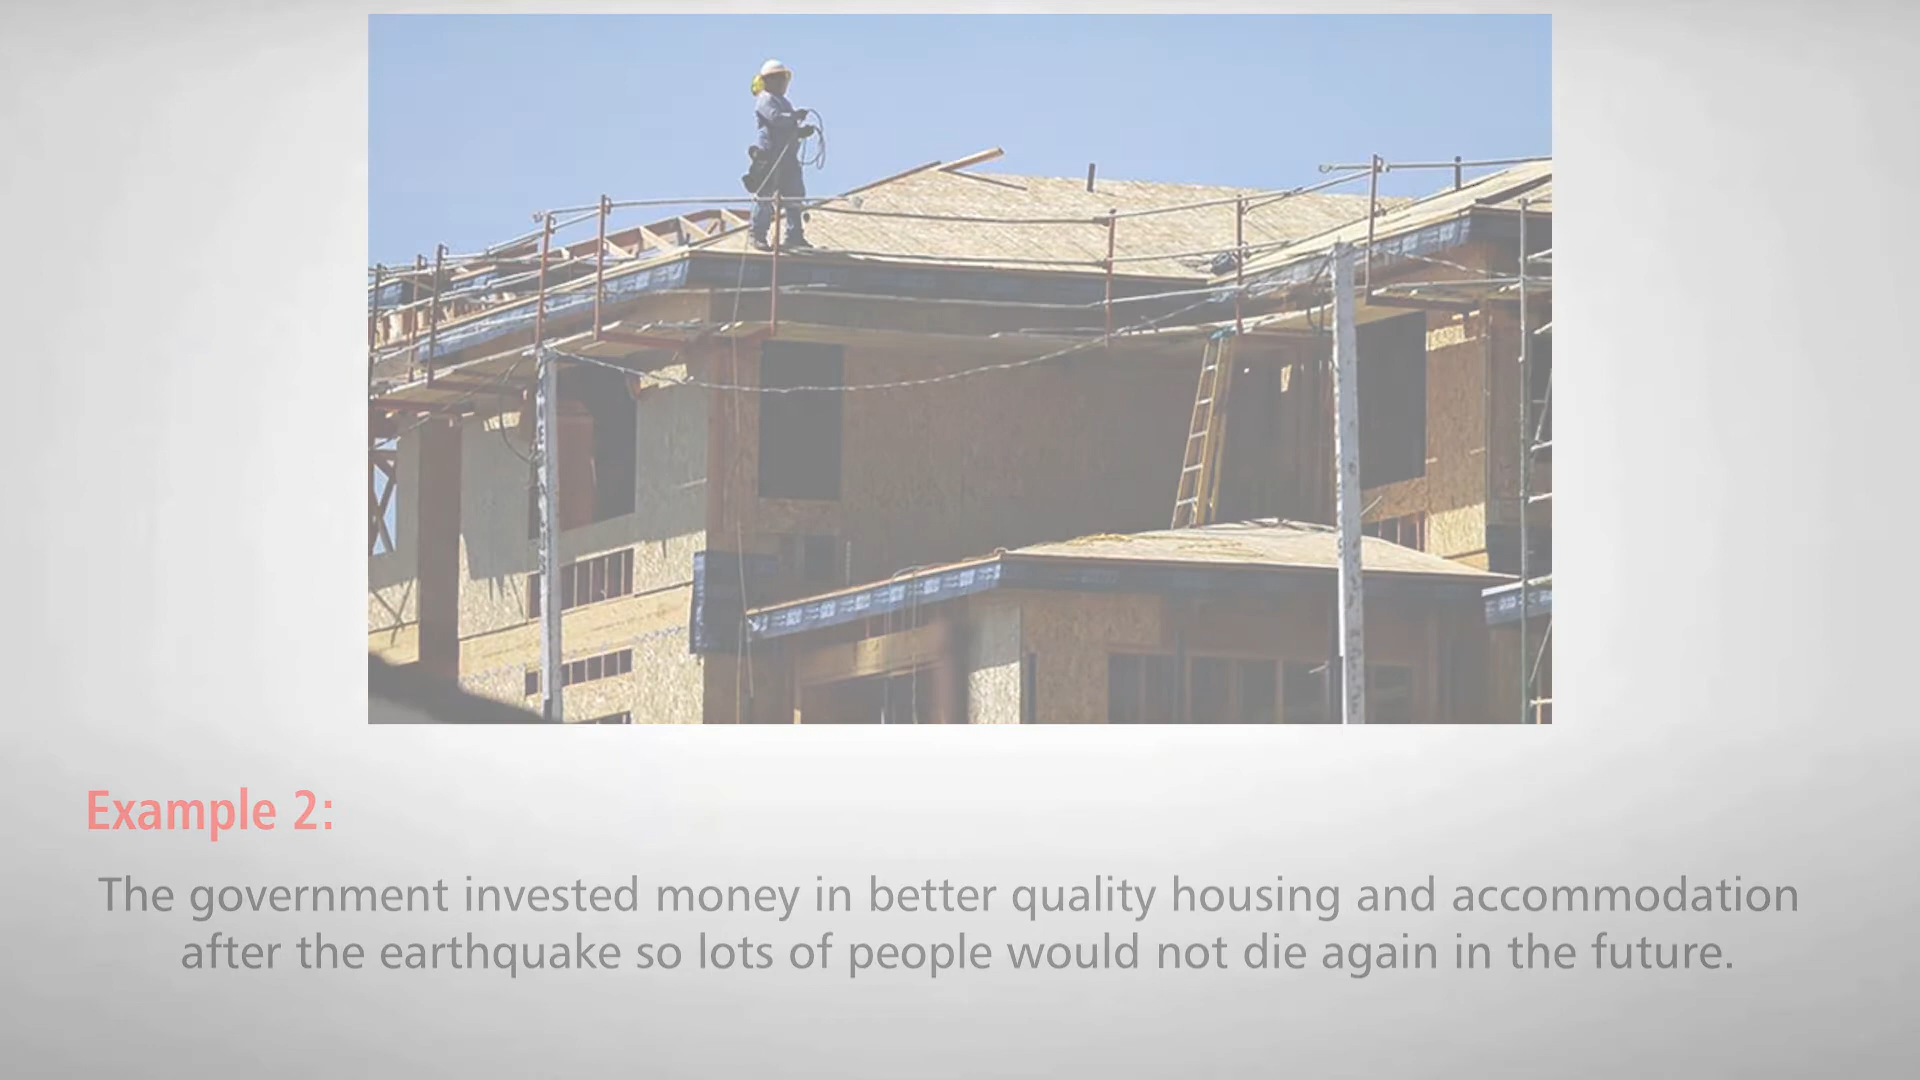 Example 2:
The government invested money in better quality housing and accommodation
after the earthquake so lots of people would not die again in the future.